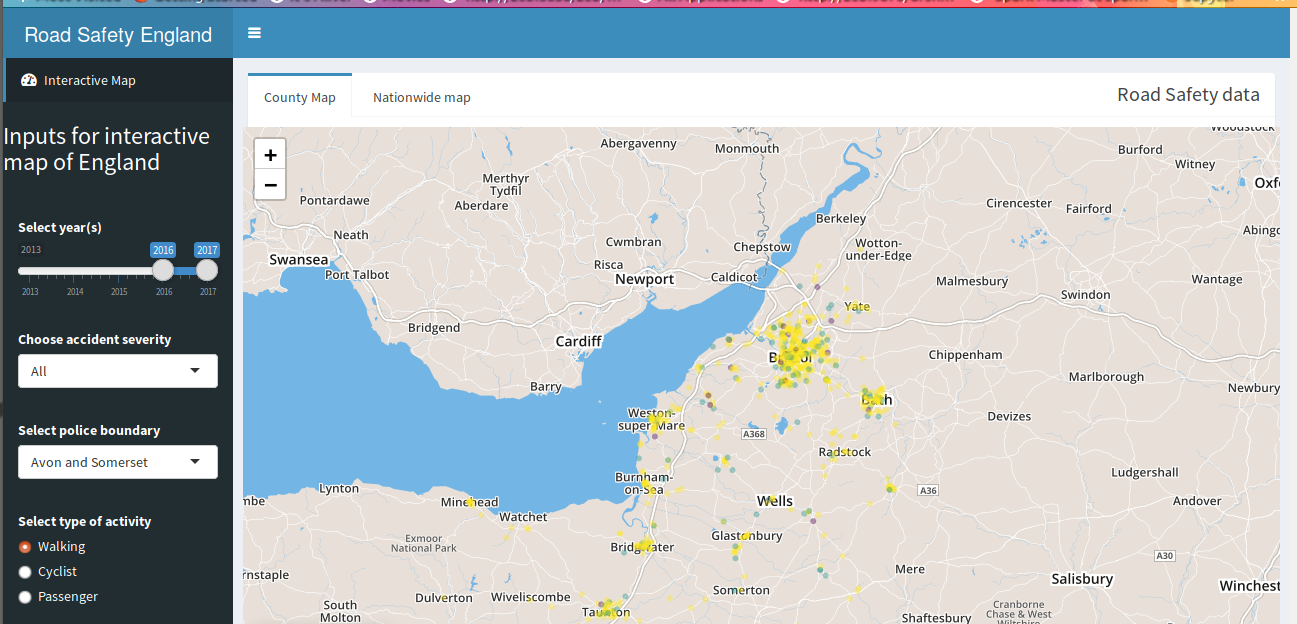 Road Safety England
Interactive Map
Inputs for interactive
map of England
Select year(s)
2013
2016
2017
2013
2014
2015
2016
2017
Choose accident severity
All
Select police boundary
Avon and Somerset
Select type of activity
Walking
Cyclist
Passenger
County Map
Nationwide map
Road Safety data
+
−
Woodstock
Abergavenny
Monmouth
Burford
Witney
Merthyr
Tydfil
Oxf
Pontardawe
Aberdare
Cirencester
Fairford
Berkeley
Neath
Cwmbran
Chepstow
Wotton-
under-Edge
Abingd
Swansea
Risca
Port Talbot
Newport
Caldicot
Malmesbury
Wantage
Swindon
Yate
Bridgend
Cardiff
Bristol
Chippenham
Marlborough
Barry
Newbury
Bath
Weston-
super-Mare
Devizes
A368
Radstock
Burnham-
on-Sea
Ludgershall
mbe
Lynton
A36
Minehead
Wells
Andover
Watchet
Glastonbury
Exmoor
National Park
Bridgwater
A30
rnstaple
Mere
Salisbury
Dulverton
Wiveliscombe
Somerton
Winchest
South
Molton
Taunton
Cranborne
Chase & West
Wiltshire
Shaftesbury